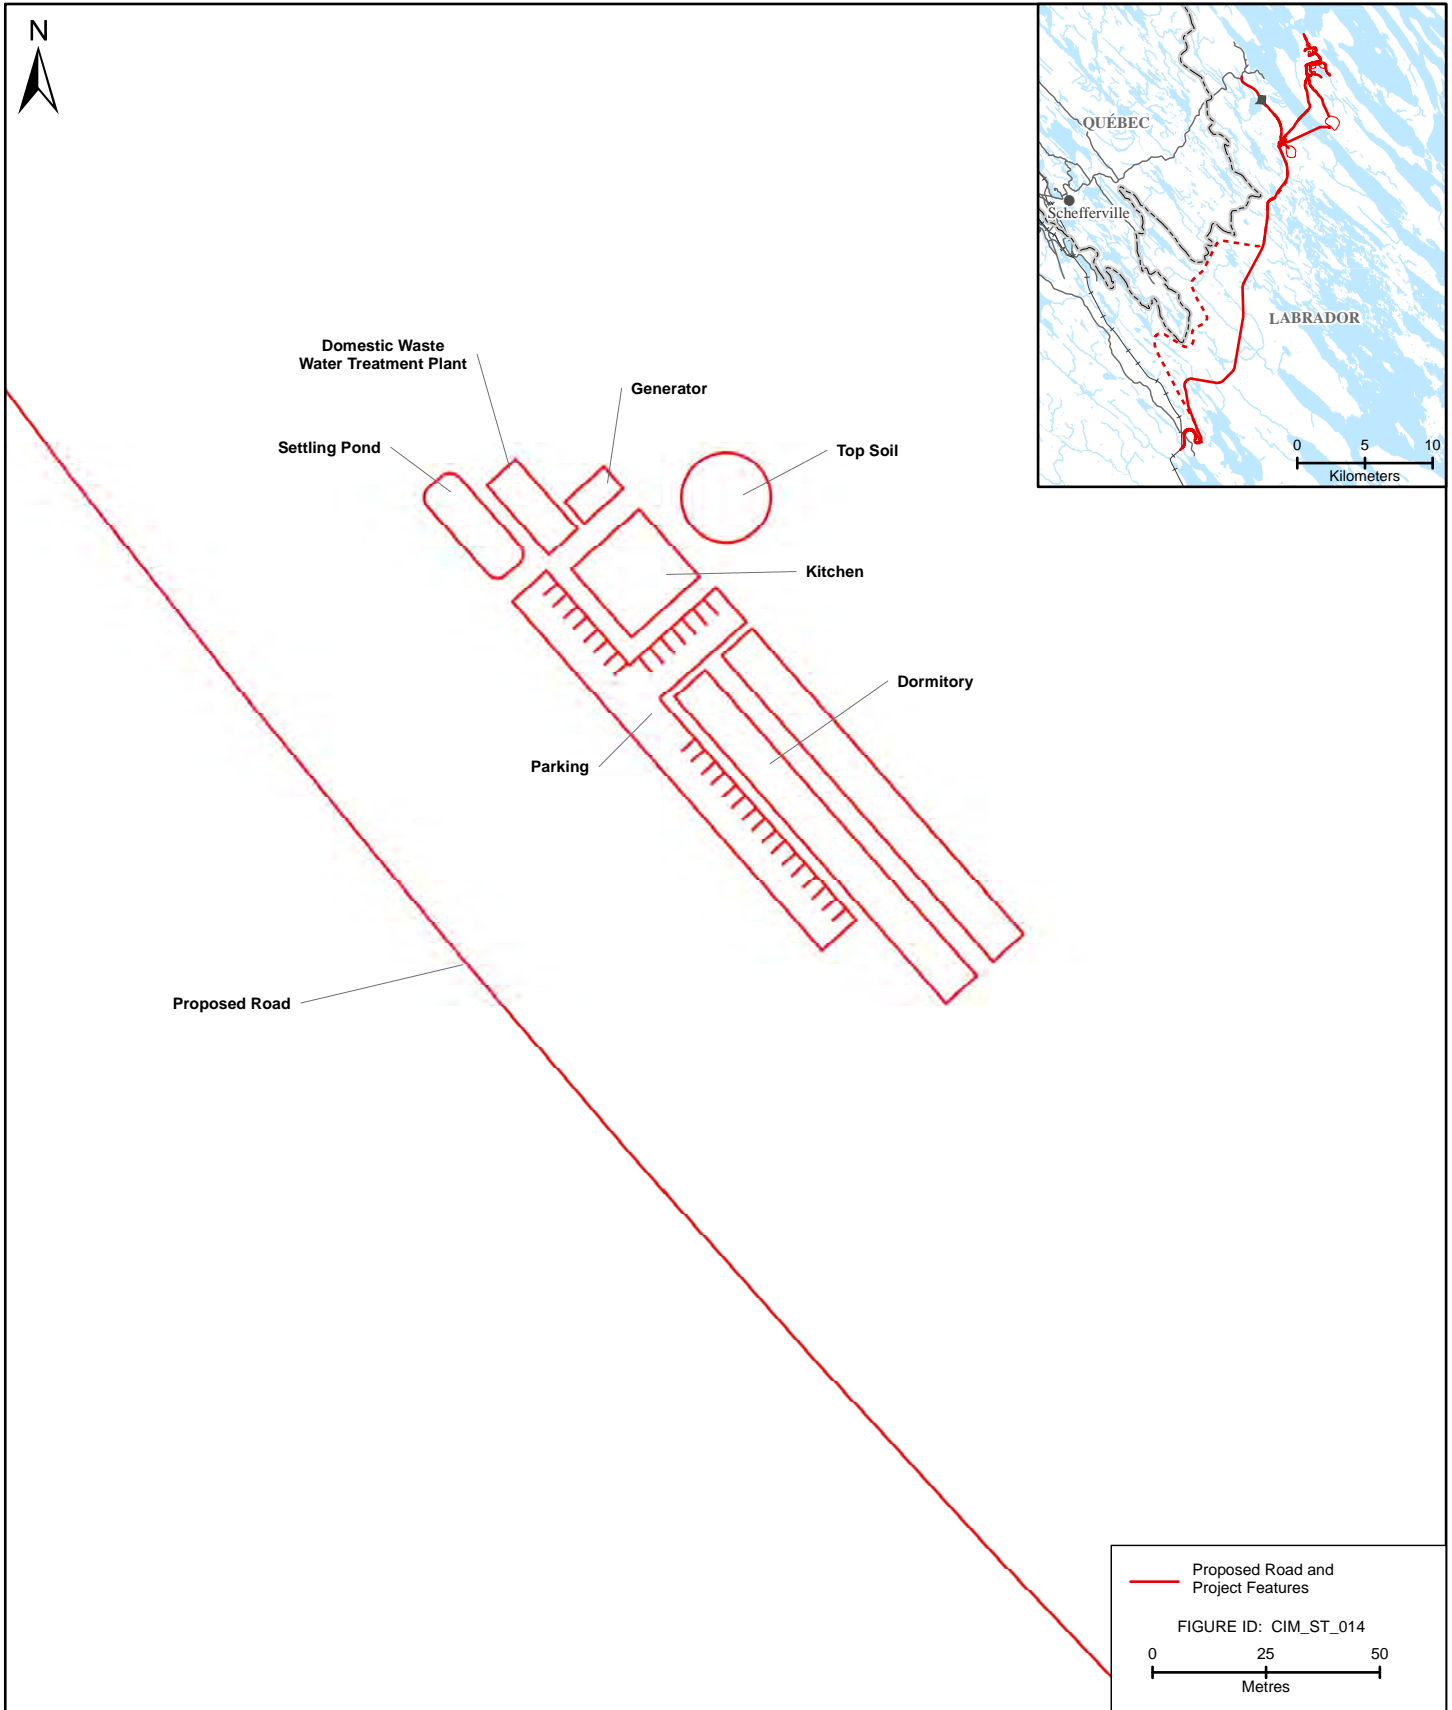 N
QUÉBEC
Schefferville
LABRADOR
0 5 10
Kilometers
Domestic Waste
Water Treatment Plant
Generator
Settling Pond
Top Soil
Kitchen
Dormitory
Parking
Proposed Road
Proposed Road and
Project Features
FIGURE ID: CIM_ST_014
0 25 50
Metres